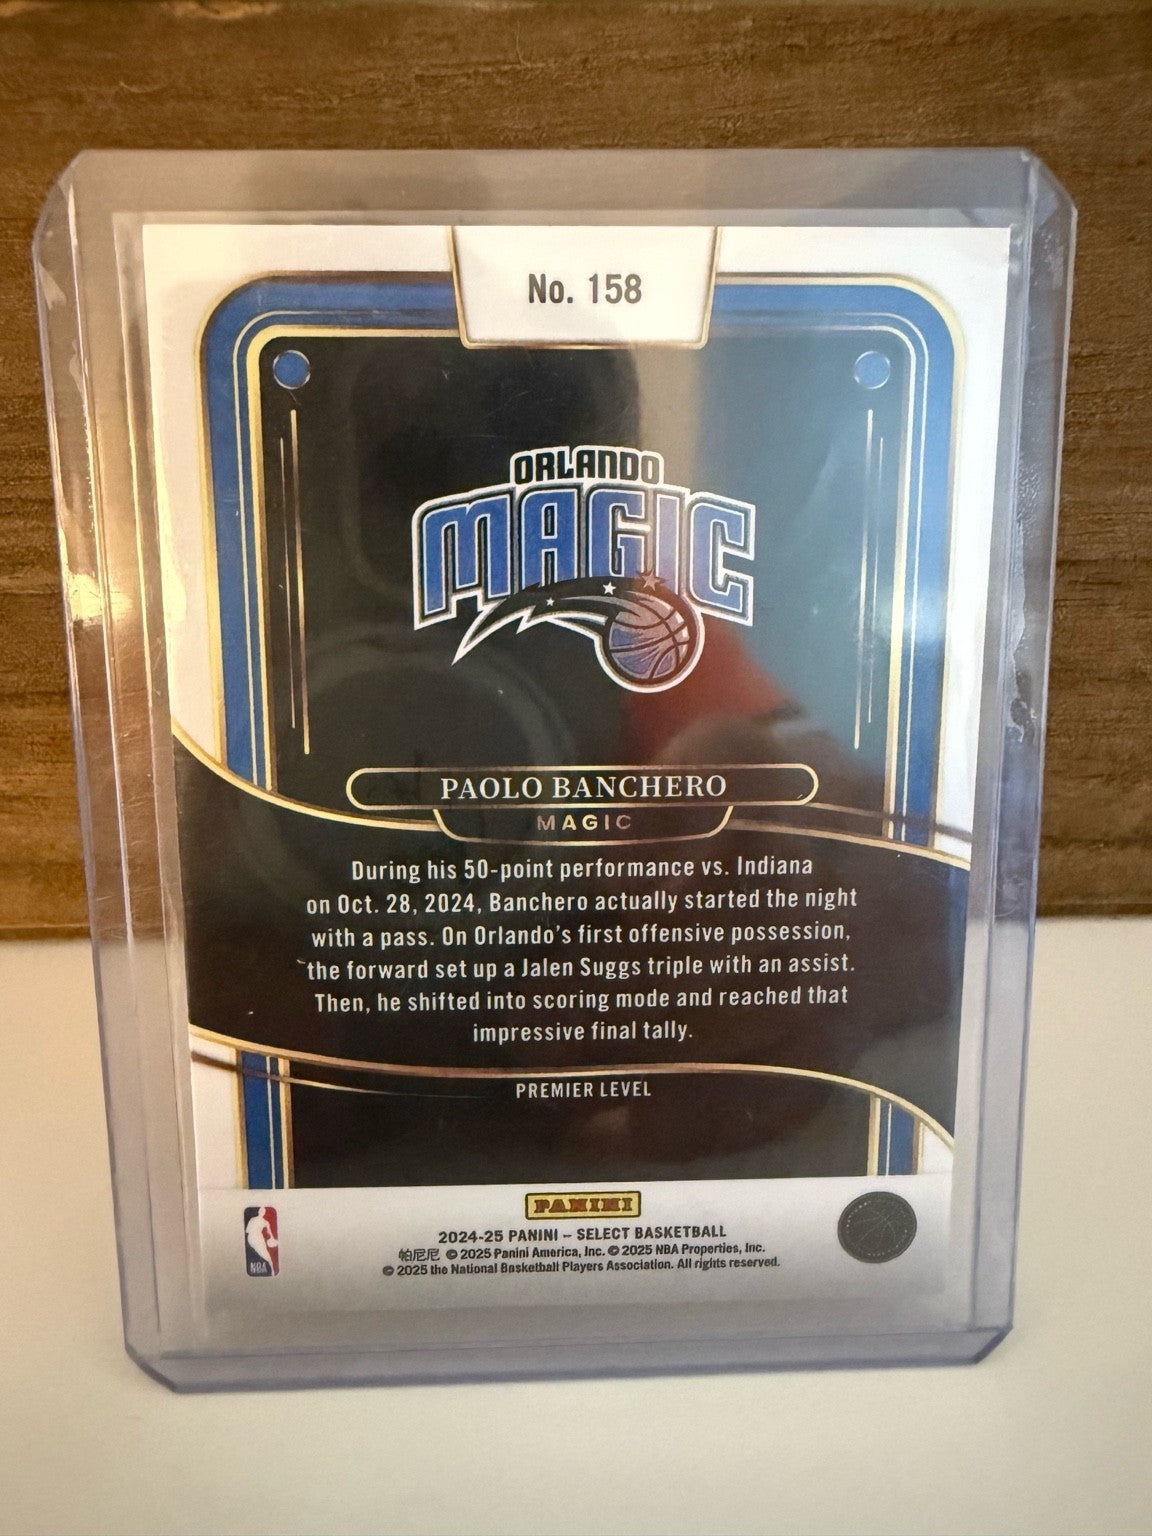 No. 158
ORLANDO
MAGIC
PAOLO BANCHERO
MAGIC
During his 50-point performance vs. Indiana
on Oct. 28, 2024, Banchero actually started the night
with a pass. On Orlando's first offensive possession,
the forward set up a Jalen Suggs triple with an assist.
Then, he shifted into scoring mode and reached that
impressive final tally.
PREMIER LEVEL
PANINI
NBA
2024-25 PANINI – SELECT BASKETBALL
帕尼尼 © 2025 Panini America, Inc. © 2025 NBA Properties, Inc.
© 2025 the National Basketball Players Association. All rights reserved.